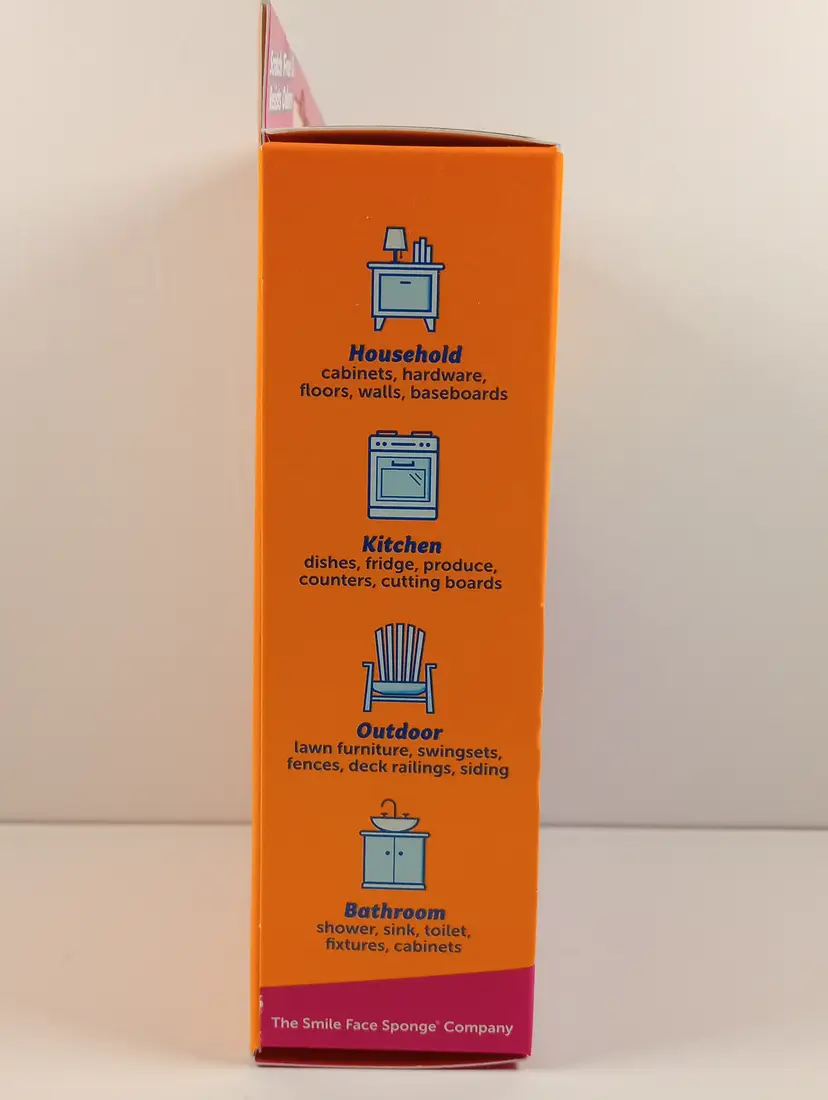 Household
cabinets, hardware,
floors, walls, baseboards
Kitchen
dishes, fridge, produce,
counters, cutting boards
Outdoor
lawn furniture, swingsets,
fences, deck railings, siding
Bathroom
shower, sink, toilet,
fixtures, cabinets
The Smile Face Sponge® Company